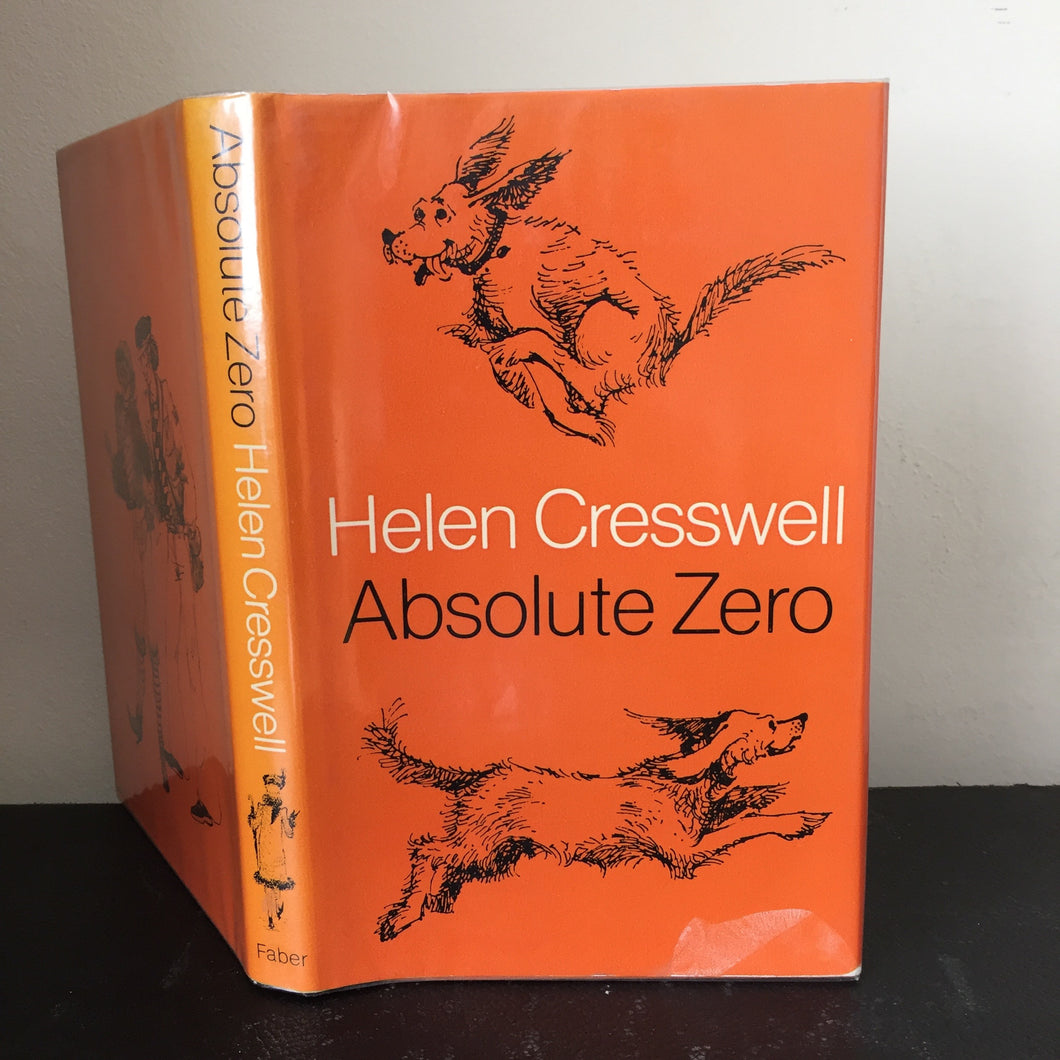 Absolute Zero Helen Cresswell
Faber
Helen Cresswell
Absolute Zero